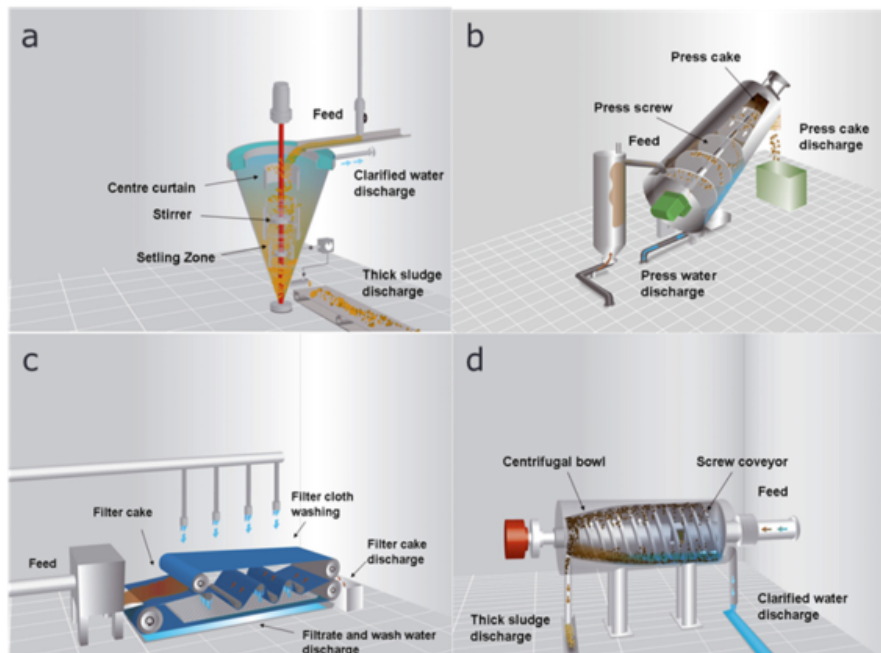 a
Feed
Clarified water
discharge
Centre curtain
Stirrer
Setling Zone
Thick sludge
discharge
b
Press cake
Press screw
Feed
Press cake
discharge
Press water
discharge
c
Filter cloth
washing
Filter cake
Filter cake
discharge
Feed
Filtrate and wash water
discharge
d
Centrifugal bowl
Screw coveyor
Feed
Thick sludge
discharge
Clarified water
discharge